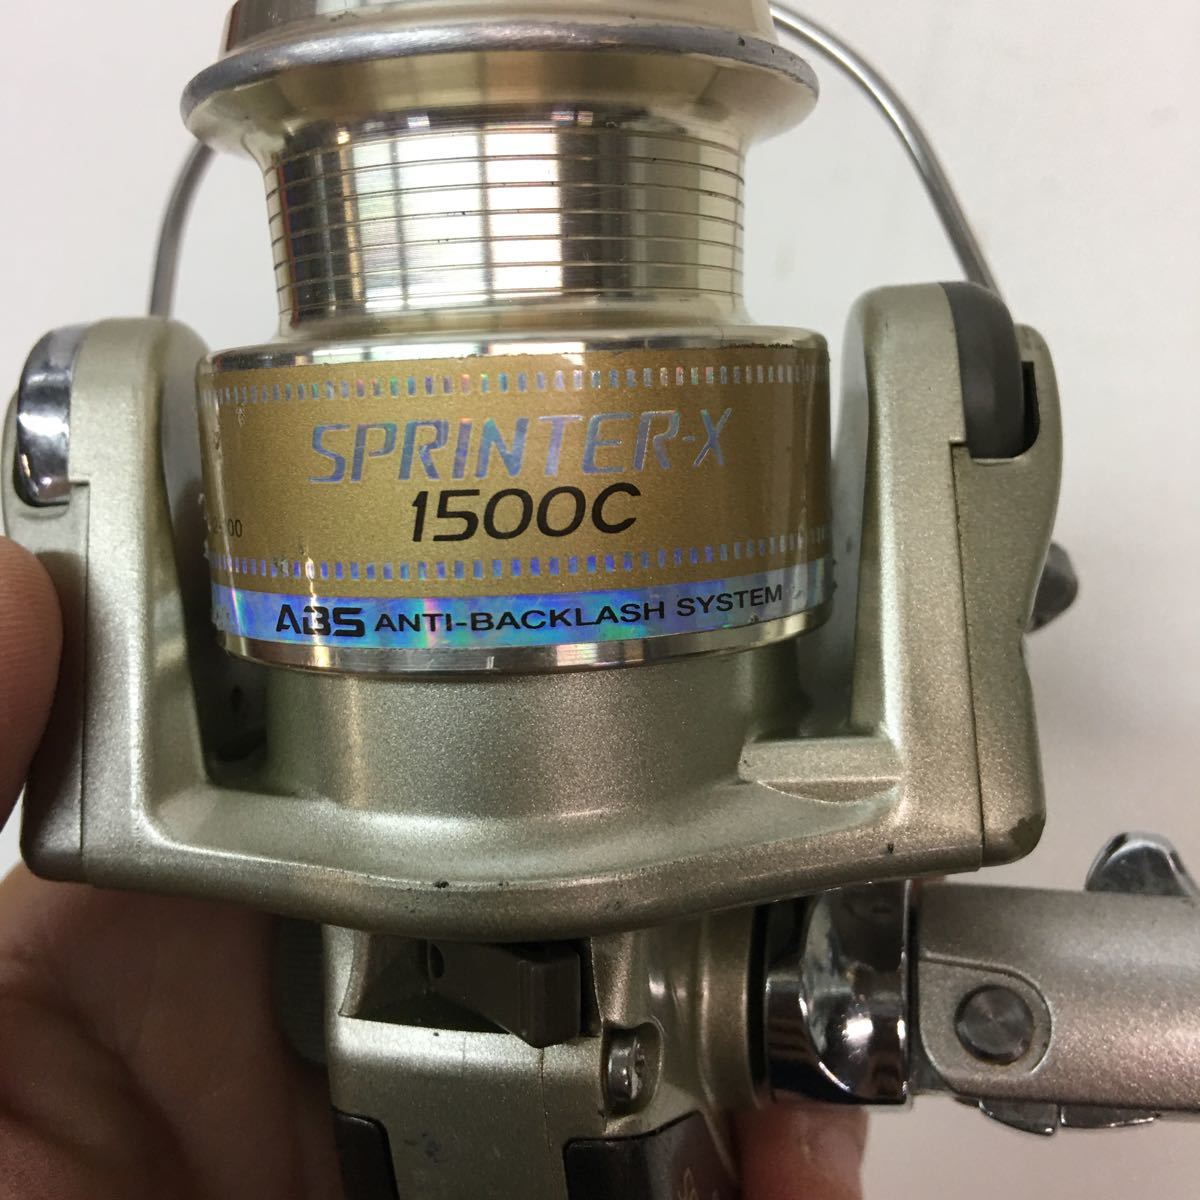 SPRINTER-X
1500C
ABS ANTI-BACKLASH SYSTEM